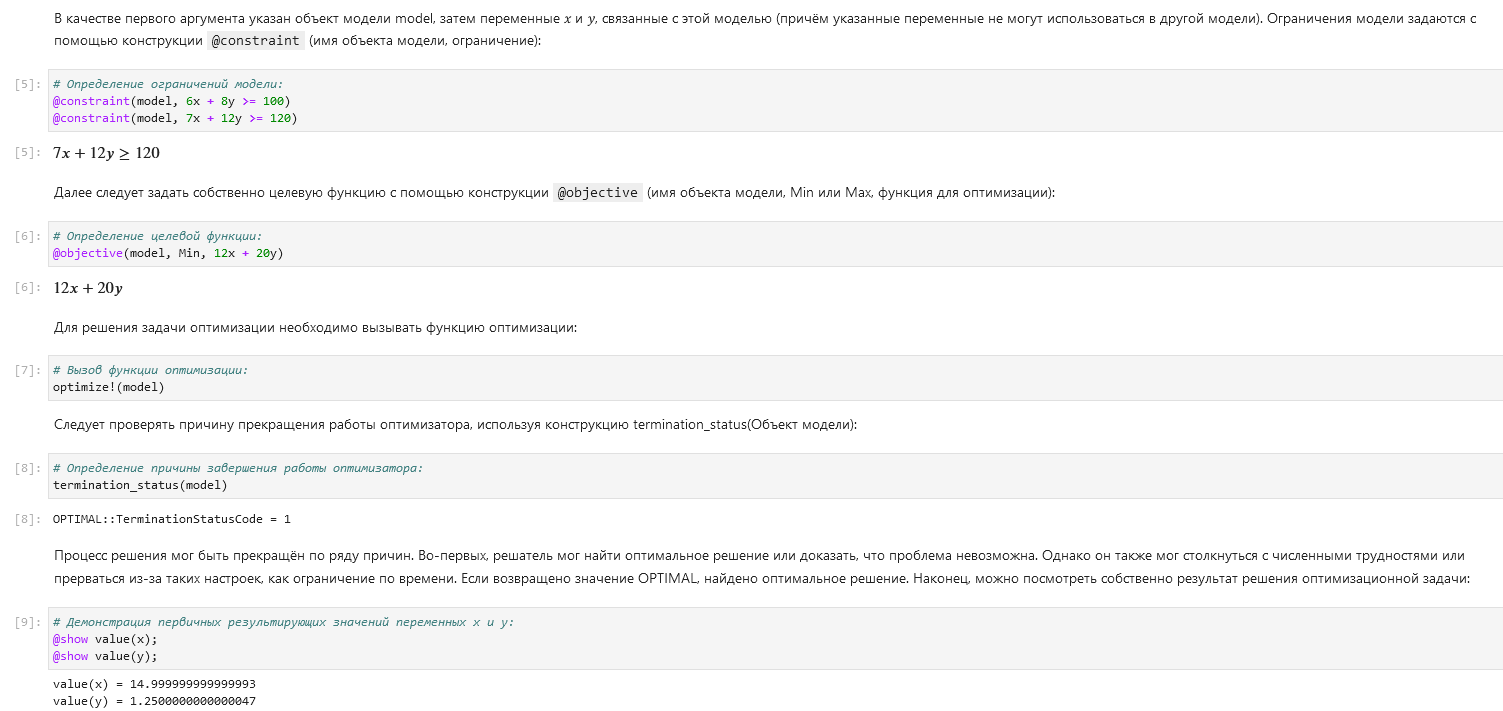 В качестве первого аргумента указан объект модели model, затем переменные x и y, связанные с этой моделью (причём указанные переменные не могут использоваться в другой модели). Ограничения модели задаются с
помощью конструкции @constraint (имя объекта модели, ограничение):
[5]: # Определение ограничений модели:
@constraint(model, 6x + 8y >= 100)
@constraint(model, 7x + 12y >= 120)
[5]: 7x + 12y ≥ 120
Далее следует задать собственно целевую функцию с помощью конструкции @objective (имя объекта модели, Min или Max, функция для оптимизации):
[6]: # Определение целевой функции:
@objective(model, Min, 12x + 20y)
[6]: 12x + 20y
Для решения задачи оптимизации необходимо вызывать функцию оптимизации:
[7]: # Вызов функции оптимизации:
optimize!(model)
Следует проверять причину прекращения работы оптимизатора, используя конструкцию termination_status(Объект модели):
[8]: # Определение причины завершения работы оптимизатора:
termination_status(model)
[8]: OPTIMAL::TerminationStatusCode = 1
Процесс решения мог быть прекращён по ряду причин. Во-первых, решатель мог найти оптимальное решение или доказать, что проблема невозможна. Однако он также мог столкнуться с численными трудностями или
прерваться из-за таких настроек, как ограничение по времени. Если возвращено значение OPTIMAL, найдено оптимальное решение. Наконец, можно посмотреть собственно результат решения оптимизационной задачи:
[9]: # Демонстрация первичных результирующих значений переменных x и y:
@show value(x);
@show value(y);
value(x) = 14.999999999999993
value(y) = 1.2500000000000047